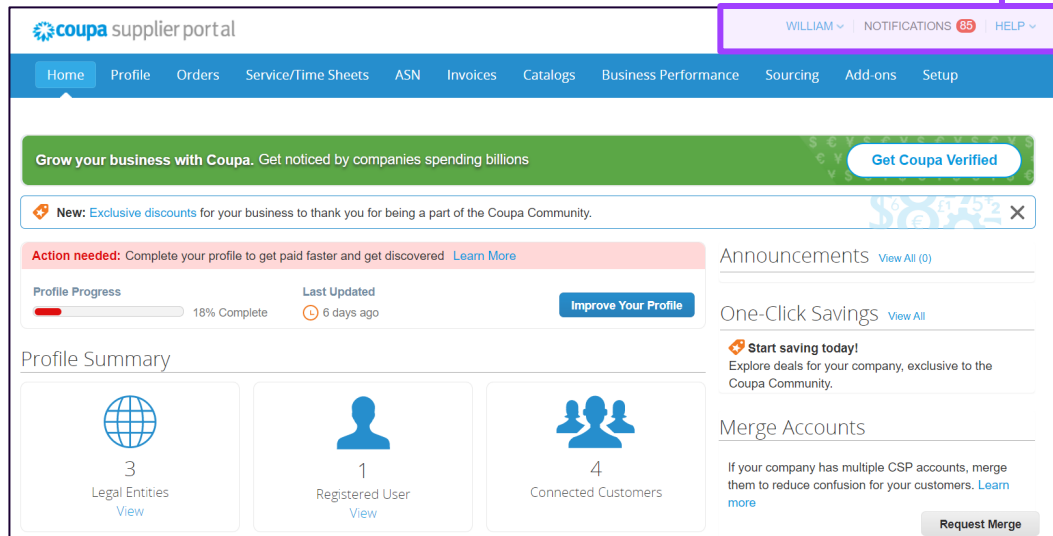 coupa supplier portal
WILLIAM NOTIFICATIONS 85 HELP
Home Profile Orders Service/Time Sheets ASN Invoices Catalogs Business Performance Sourcing Add-ons Setup
Grow your business with Coupa. Get noticed by companies spending billions
Get Coupa Verified
New: Exclusive discounts for your business to thank you for being a part of the Coupa Community.
Action needed: Complete your profile to get paid faster and get discovered Learn More
Profile Progress
18% Complete
Last Updated
6 days ago
Improve Your Profile
Profile Summary
3
Legal Entities
View
1
Registered User
View
4
Connected Customers
Announcements View All (0)
One-Click Savings View All
Start saving today!
Explore deals for your company, exclusive to the
Coupa Community.
Merge Accounts
If your company has multiple CSP accounts, merge
them to reduce confusion for your customers. Learn
more
Request Merge